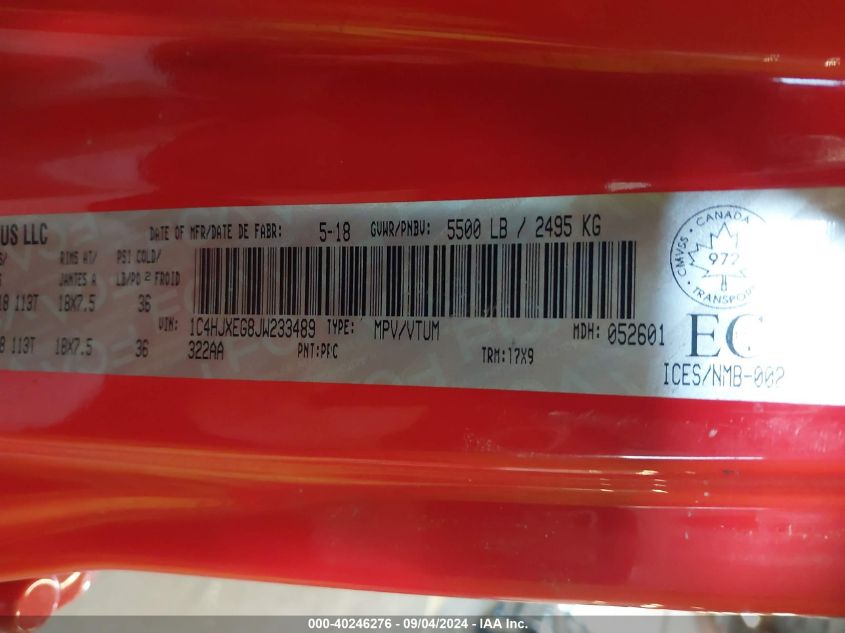 US LLC DATE OF MFR/DATE DE FABR: 5-18 GVWR/PNBV: 5500 LB / 2495 KG
RIMS AT/ PSI COLD/
JANTES A LB/PO2 FROID
18 113T 18X7.5 36
8 113T 18X7.5 36
VIN: 1C4HJXEG8JW233489 TYPE: MPV/VTUM MDH: 052601
322AA PNT:PFC TRM:17X9
CANADA
CMVSS
972
TRANSPORT
EC
ICES/NMB-002
000-40246276 - 09/04/2024 - IAA Inc.